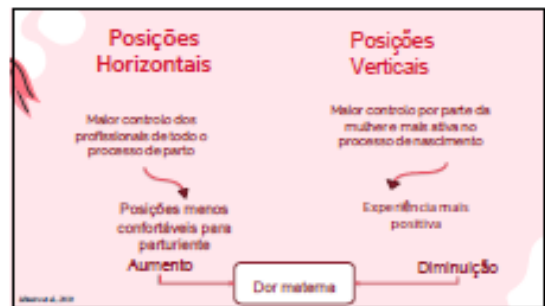 Posições
Horizontais
Maior controlo dos
profissionais de todo o
processo de parto
Posições menos
confortáveis para
parturiente
Aumento
Posições
Verticais
Maior controlo por parte da
mulher e mais ativa no
processo de nascimento
Experiência mais
positiva
Diminuição
Dor materna